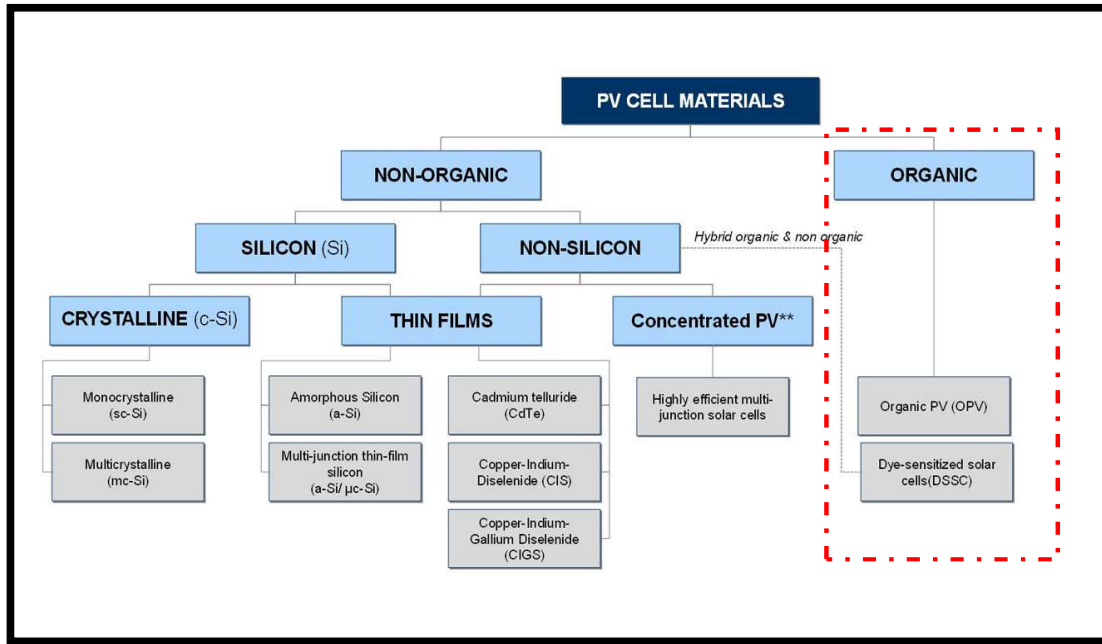 PV CELL MATERIALS
NON-ORGANIC
ORGANIC
SILICON (Si)
NON-SILICON
Hybrid organic & non organic
CRYSTALLINE (c-Si)
THIN FILMS
Concentrated PV**
Monocrystalline
(sc-Si)
Multicrystalline
(mc-Si)
Amorphous Silicon
(a-Si)
Multi-junction thin-film
silicon
(a-Si/ µc-Si)
Cadmium telluride
(CdTe)
Copper-Indium-
Diselenide (CIS)
Copper-Indium-
Gallium Diselenide
(CIGS)
Highly efficient multi-
junction solar cells
Organic PV (OPV)
Dye-sensitized solar
cells(DSSC)